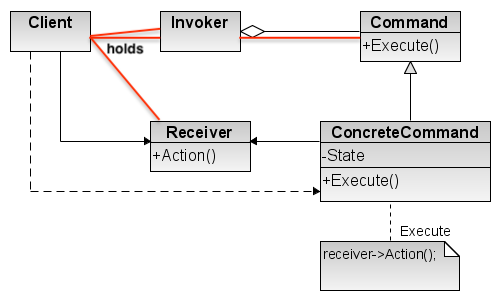 Client
Invoker
Command
+Execute()
holds
Receiver
+Action()
ConcreteCommand
-State
+Execute()
Execute
receiver->Action();